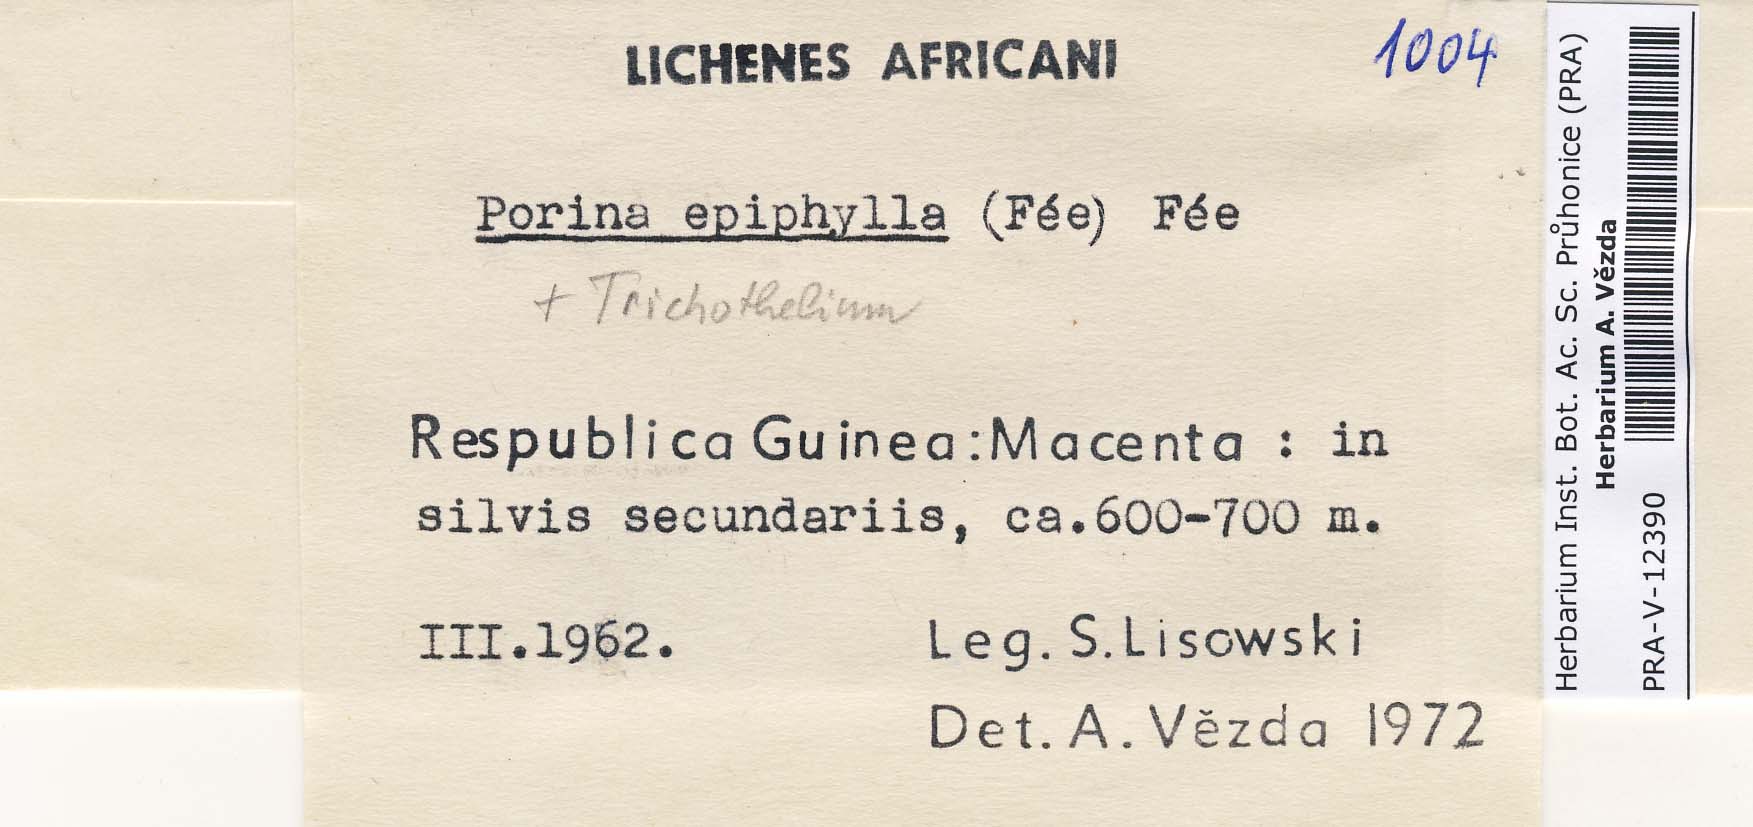 LICHENES AFRICANI
1004
Porina epiphylla (Fée) Fée
+ Trichothelium
Respublica Guinea: Macenta : in
silvis secundariis, ca.600-700 m.
III.1962.
Leg. S. Lisowski
Det. A. Vězda 1972
Herbarium Inst. Bot. Ac. Sc. Průhonice (PRA)
Herbarium A. Vězda
PRA-V-12390